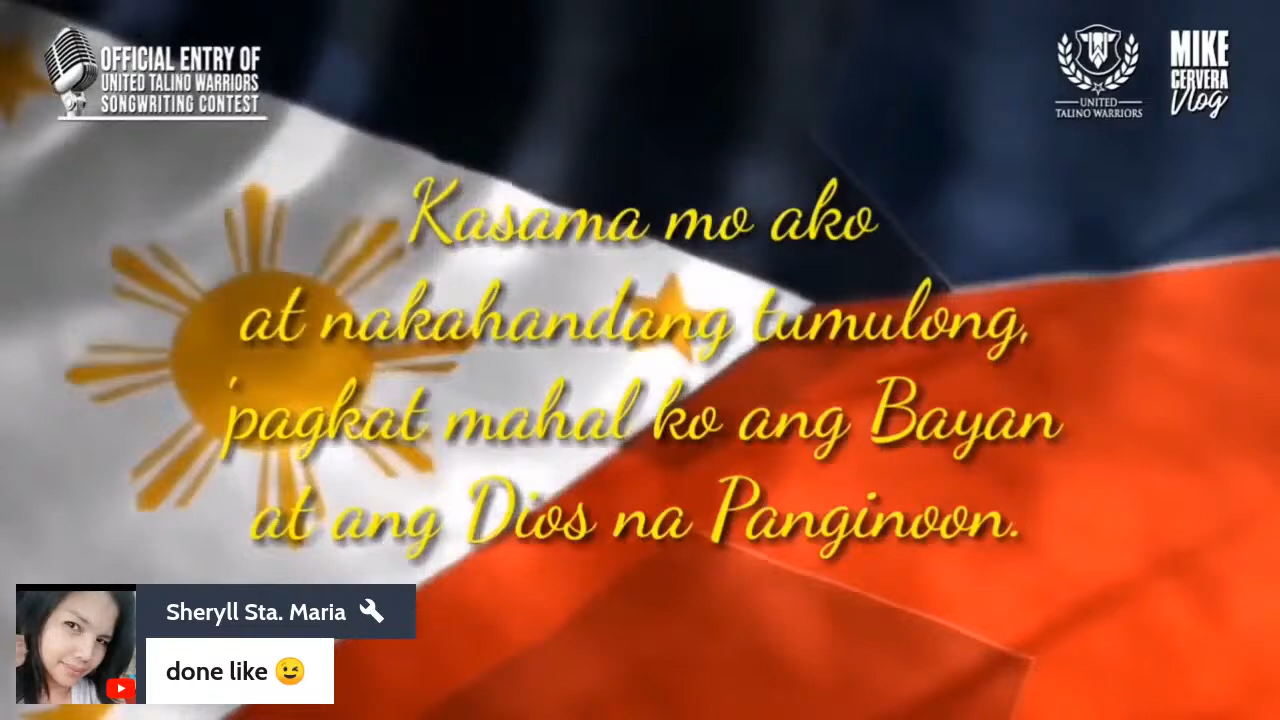 OFFICIAL ENTRY OF
UNITED TALINO WARRIORS
SONGWRITING CONTEST
UNITED
TALINO WARRIORS
MIKE
CERVERA
Vlog
Kasama mo ako
at nakahandang tumulong,
'pagkat mahal ko ang Bayan
at ang Dios na Panginoon.
Sheryll Sta. Maria
done like 😉